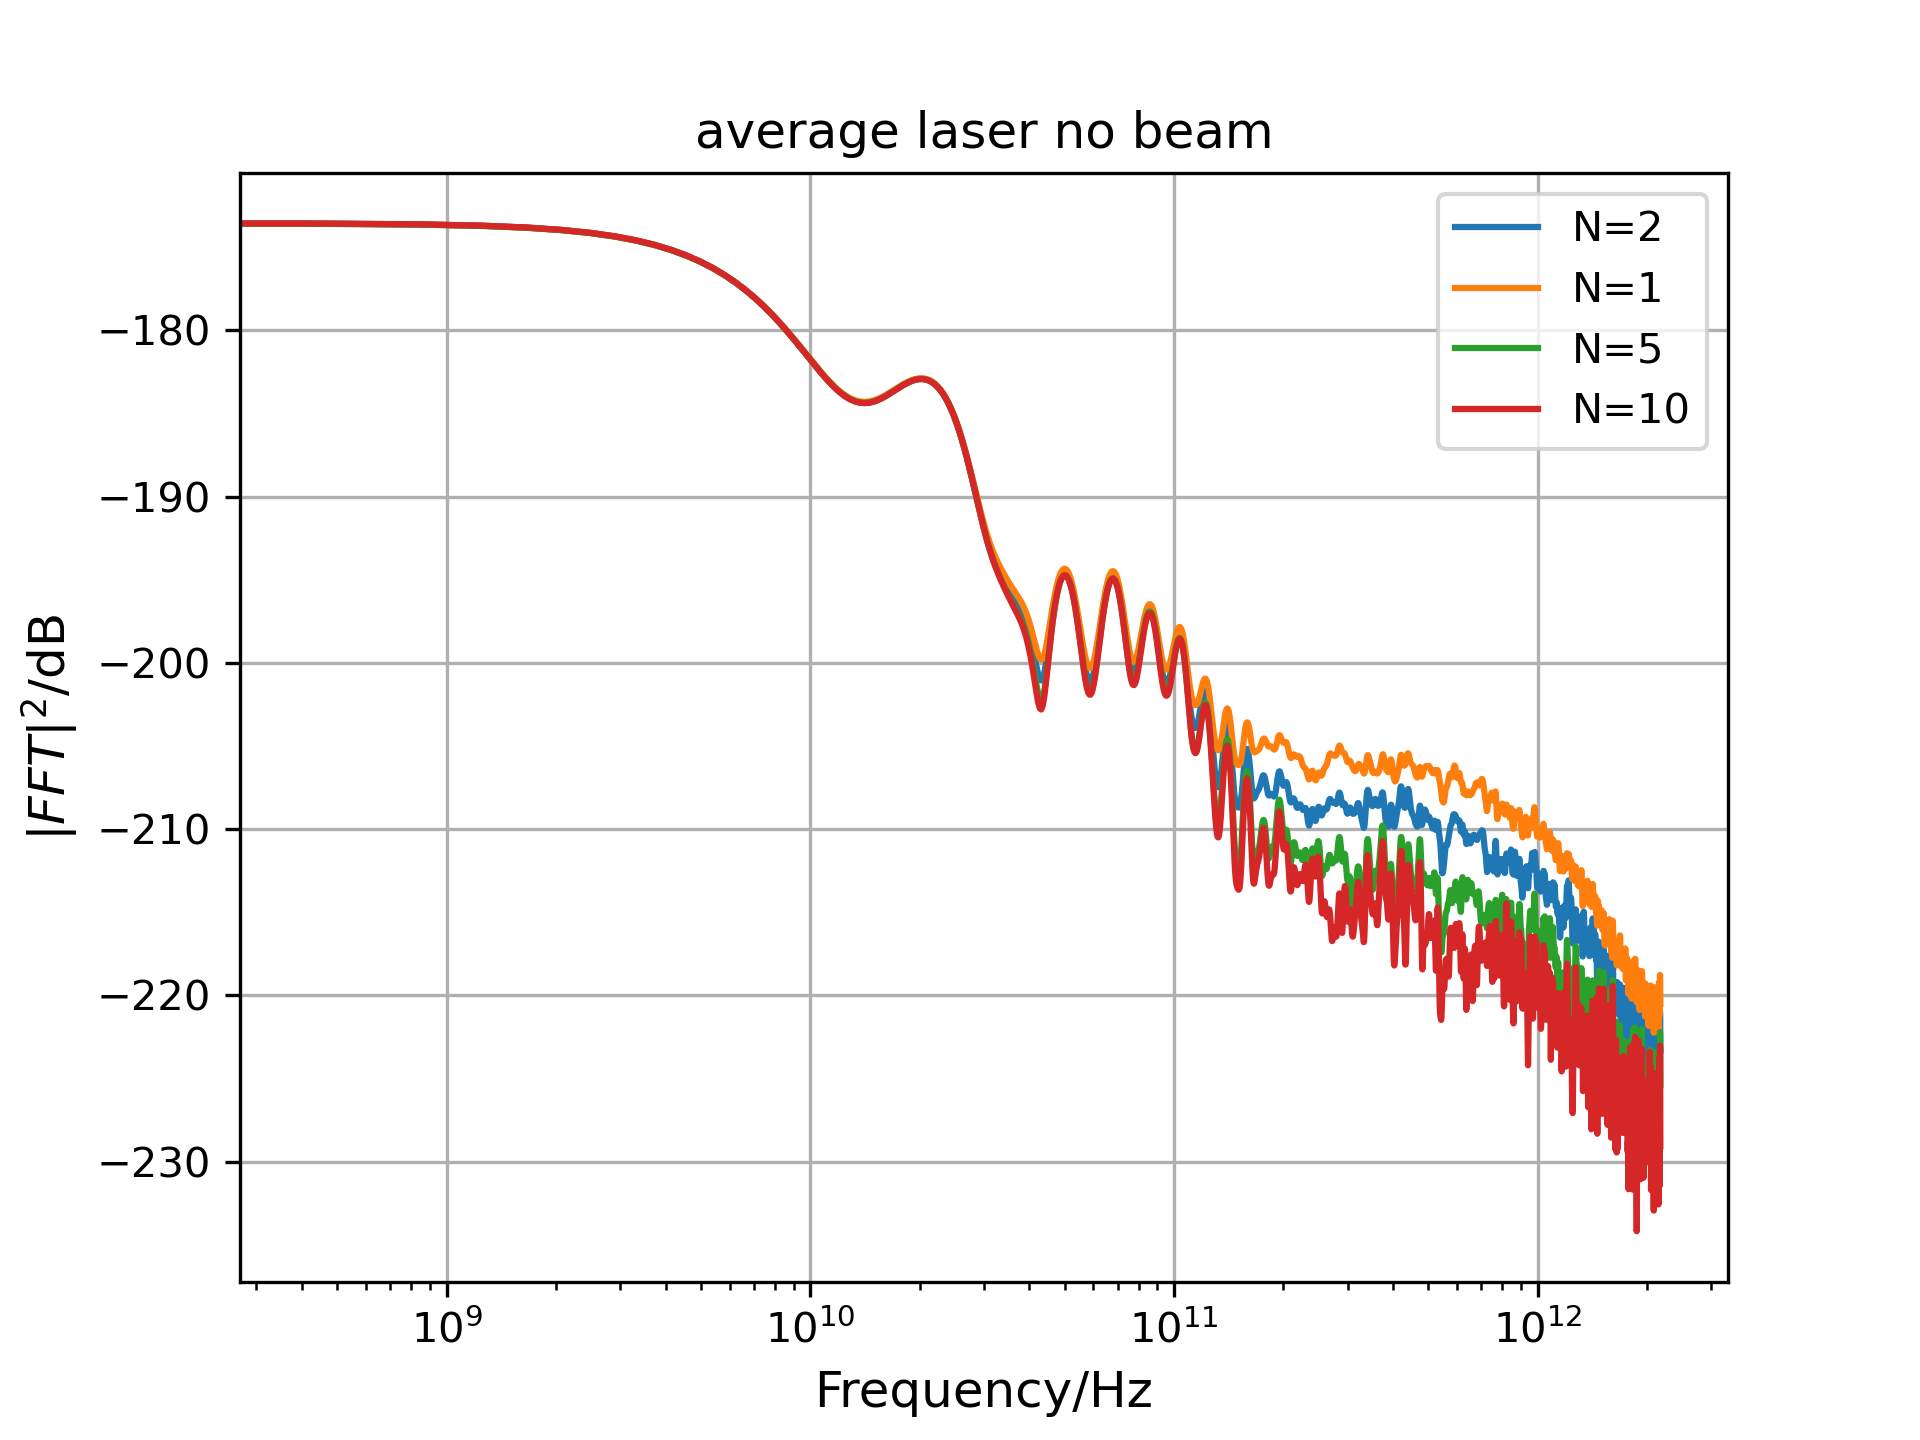 average laser no beam
N=2
N=1
N=5
N=10
−180
−190
−200
−210
−220
−230
|FFT|²/dB
10⁹
10¹⁰
10¹¹
10¹²
Frequency/Hz